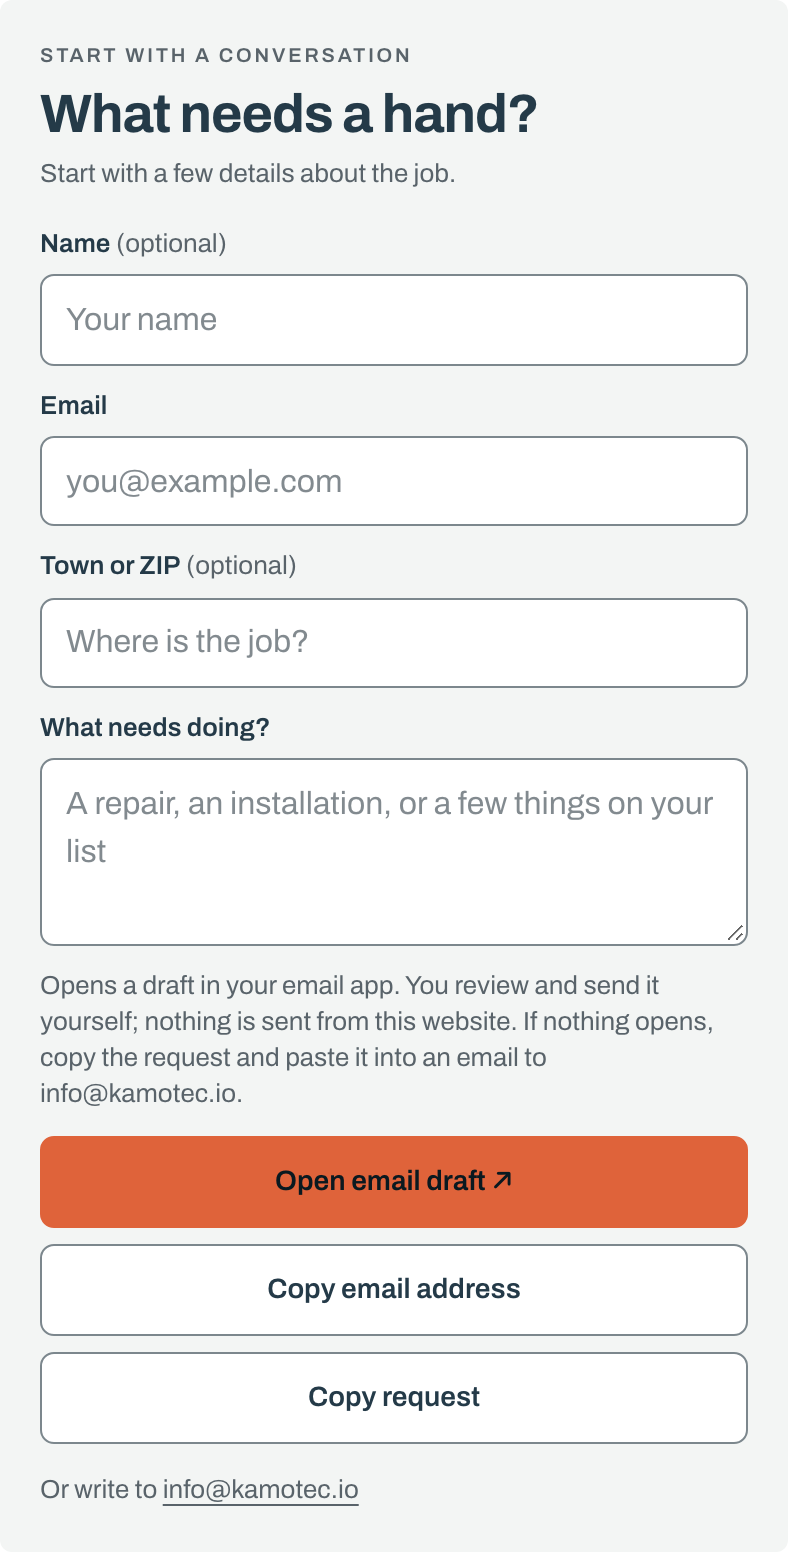 START WITH A CONVERSATION
What needs a hand?
Start with a few details about the job.
Name (optional)
Your name
Email
you@example.com
Town or ZIP (optional)
Where is the job?
What needs doing?
A repair, an installation, or a few things on your
list
Opens a draft in your email app. You review and send it
yourself; nothing is sent from this website. If nothing opens,
copy the request and paste it into an email to
info@kamotec.io.
Open email draft ↗
Copy email address
Copy request
Or write to info@kamotec.io